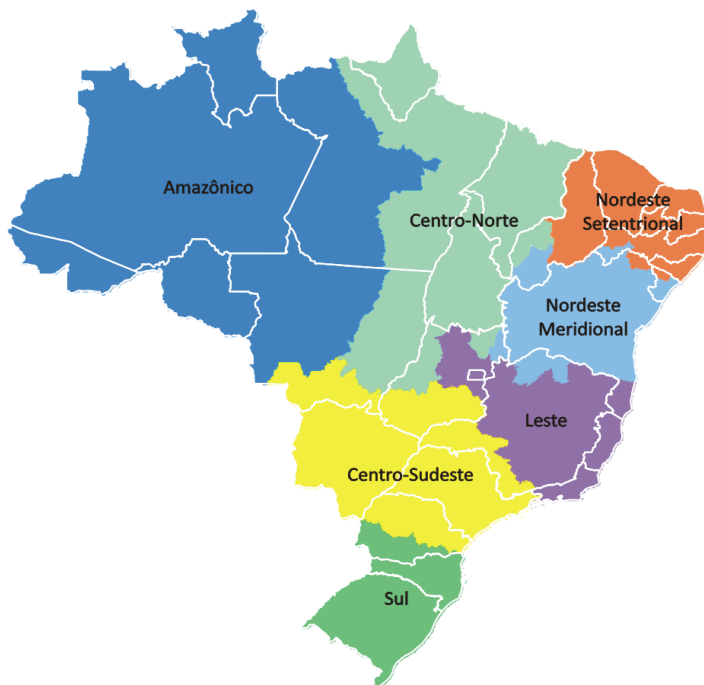 Amazônico
Nordeste
Setentrional
Centro-Norte
Nordeste
Meridional
Leste
Centro-Sudeste
Sul